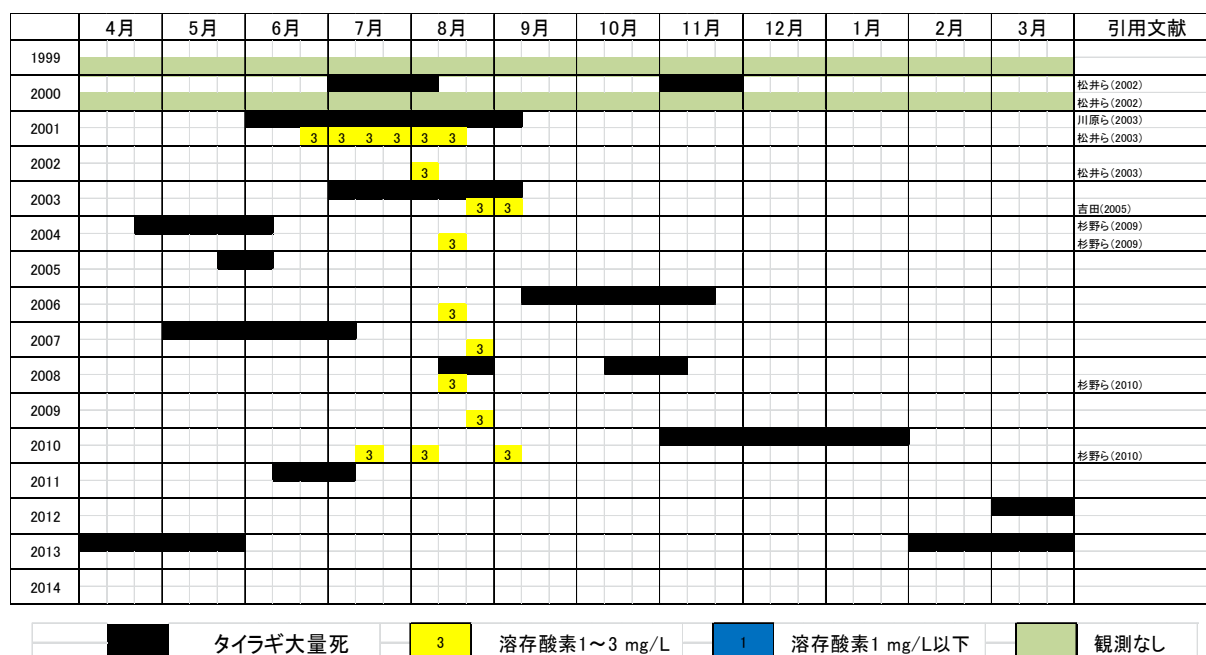 4月 5月 6月 7月 8月 9月 10月 11月 12月 1月 2月 3月 引用文献
1999
2000 松井ら(2002)
松井ら(2002)
2001 川原ら(2003)
3 3 3 3 3 3 松井ら(2003)
2002
3 松井ら(2003)
2003
3 3 吉田(2005)
2004 杉野ら(2009)
3 杉野ら(2009)
2005
2006
3
2007
3
2008
3 杉野ら(2010)
2009
3
2010
3 3 3 杉野ら(2010)
2011
2012
2013
2014
タイラギ大量死 3 溶存酸素1～3 mg/L 1 溶存酸素1 mg/L以下 観測なし